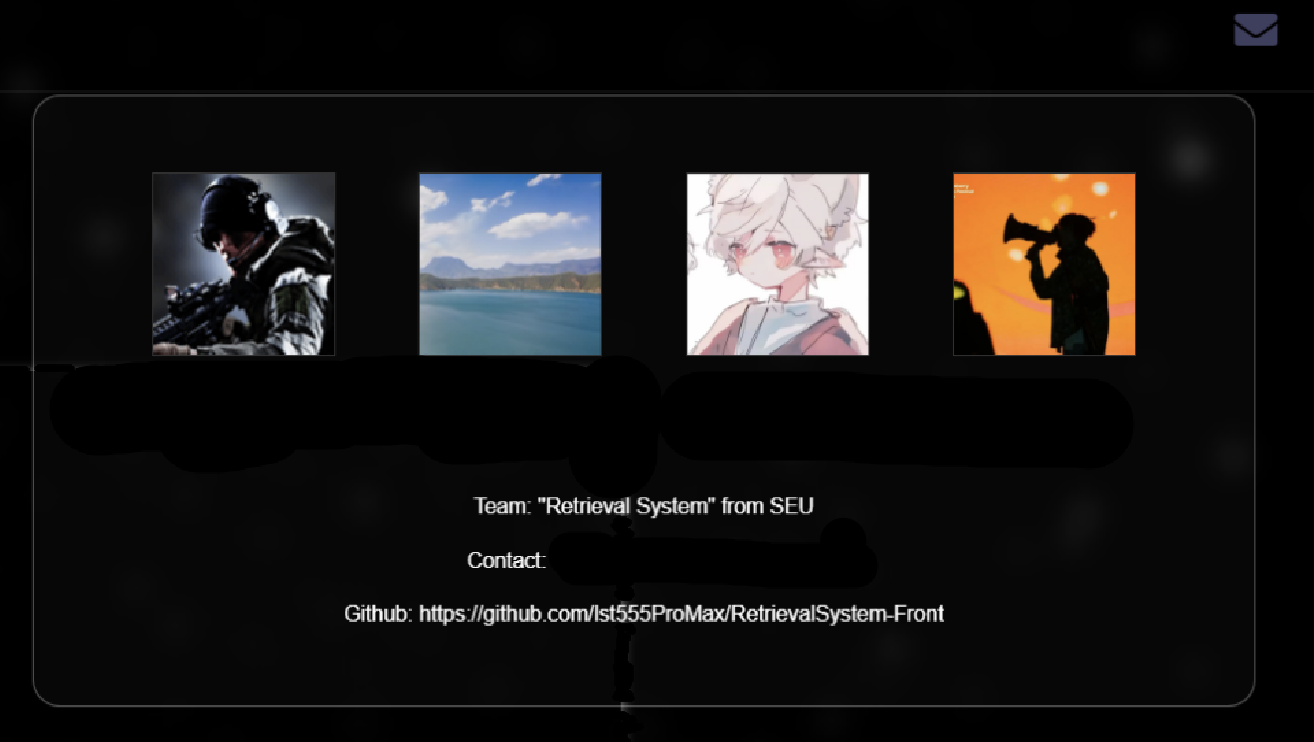 Team: "Retrieval System" from SEU
Contact:
Github: https://github.com/lst555ProMax/RetrievalSystem-Front